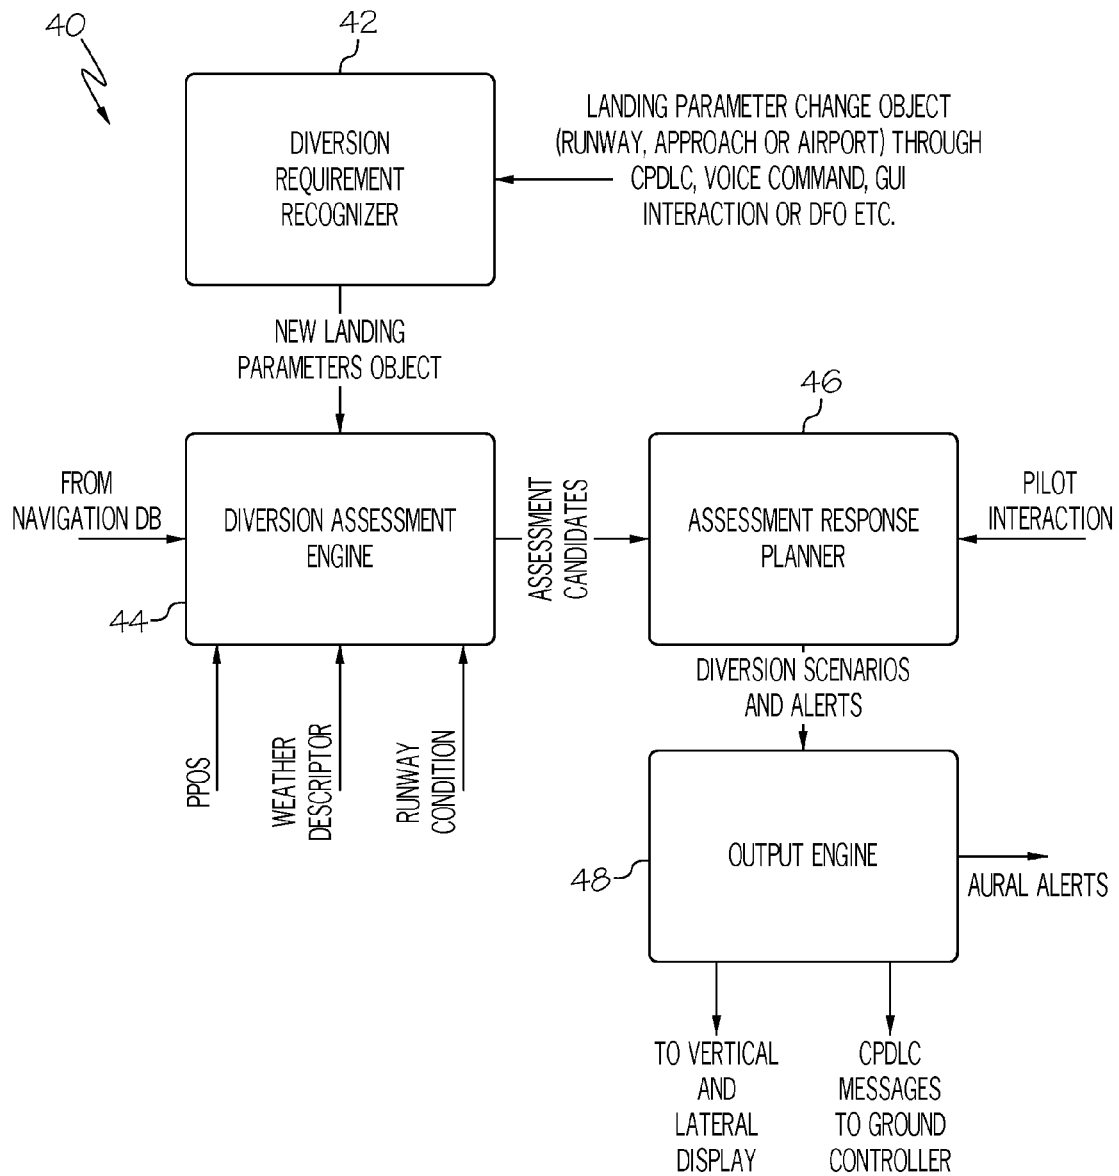 40
42
DIVERSION
REQUIREMENT
RECOGNIZER
LANDING PARAMETER CHANGE OBJECT
(RUNWAY, APPROACH OR AIRPORT) THROUGH
CPDLC, VOICE COMMAND, GUI
INTERACTION OR DFO ETC.
NEW LANDING
PARAMETERS OBJECT
FROM
NAVIGATION DB
DIVERSION ASSESSMENT
ENGINE
44
ASSESSMENT
CANDIDATES
46
ASSESSMENT RESPONSE
PLANNER
PILOT
INTERACTION
PPOS
WEATHER
DESCRIPTOR
RUNWAY
CONDITION
DIVERSION SCENARIOS
AND ALERTS
OUTPUT ENGINE
48
AURAL ALERTS
TO VERTICAL
AND
LATERAL
DISPLAY
CPDLC
MESSAGES
TO GROUND
CONTROLLER